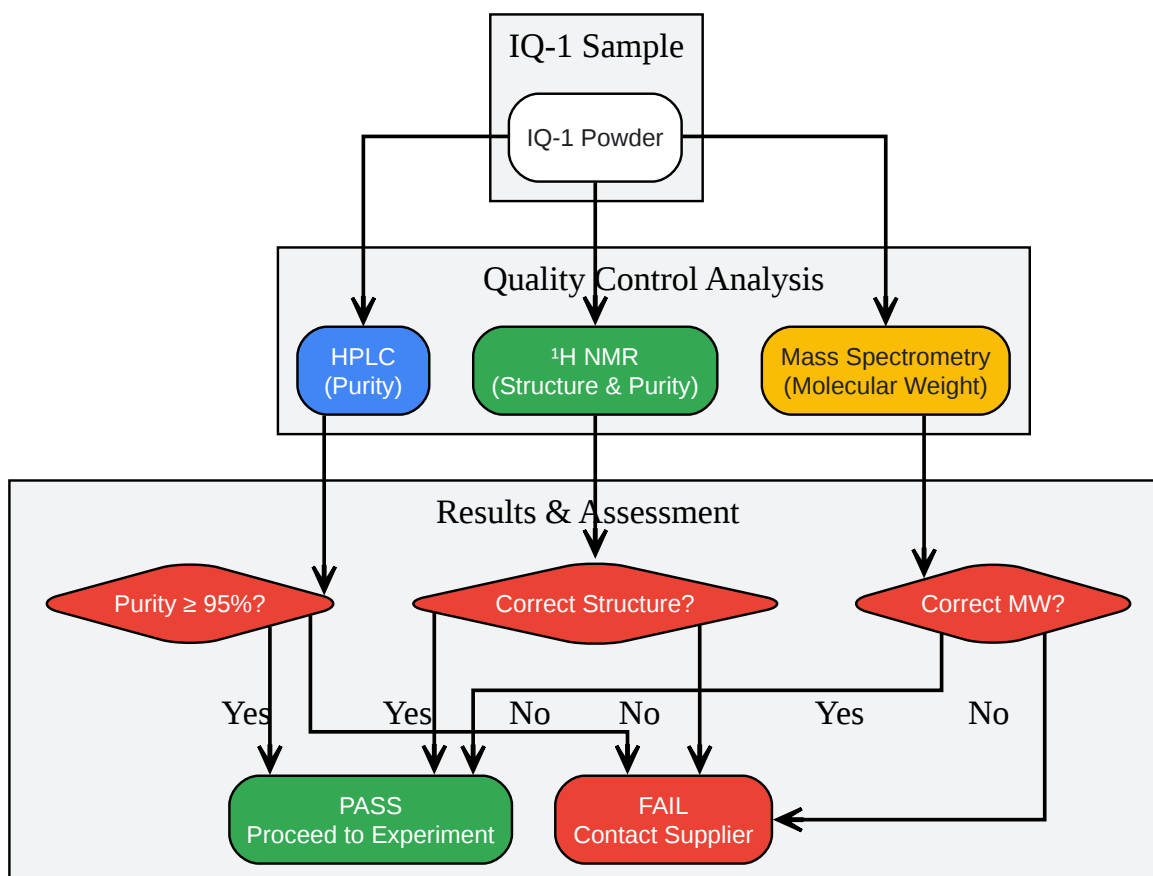 IQ-1 Sample
IQ-1 Powder
Quality Control Analysis
HPLC
(Purity)
¹H NMR
(Structure & Purity)
Mass Spectrometry
(Molecular Weight)
Results & Assessment
Purity ≥ 95%?
Correct Structure?
Correct MW?
Yes
Yes
No
No
Yes
No
PASS
Proceed to Experiment
FAIL
Contact Supplier